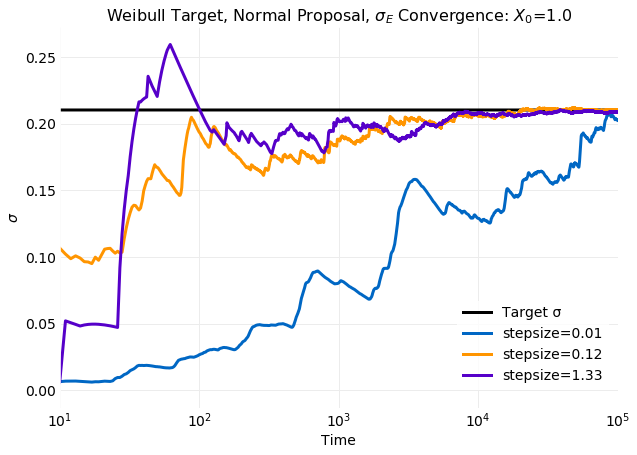 Weibull Target, Normal Proposal, σ_E Convergence: X_0=1.0
σ
0.25
0.20
0.15
0.10
0.05
0.00
Target σ
stepsize=0.01
stepsize=0.12
stepsize=1.33
10^1 10^2 10^3 10^4 10^5
Time